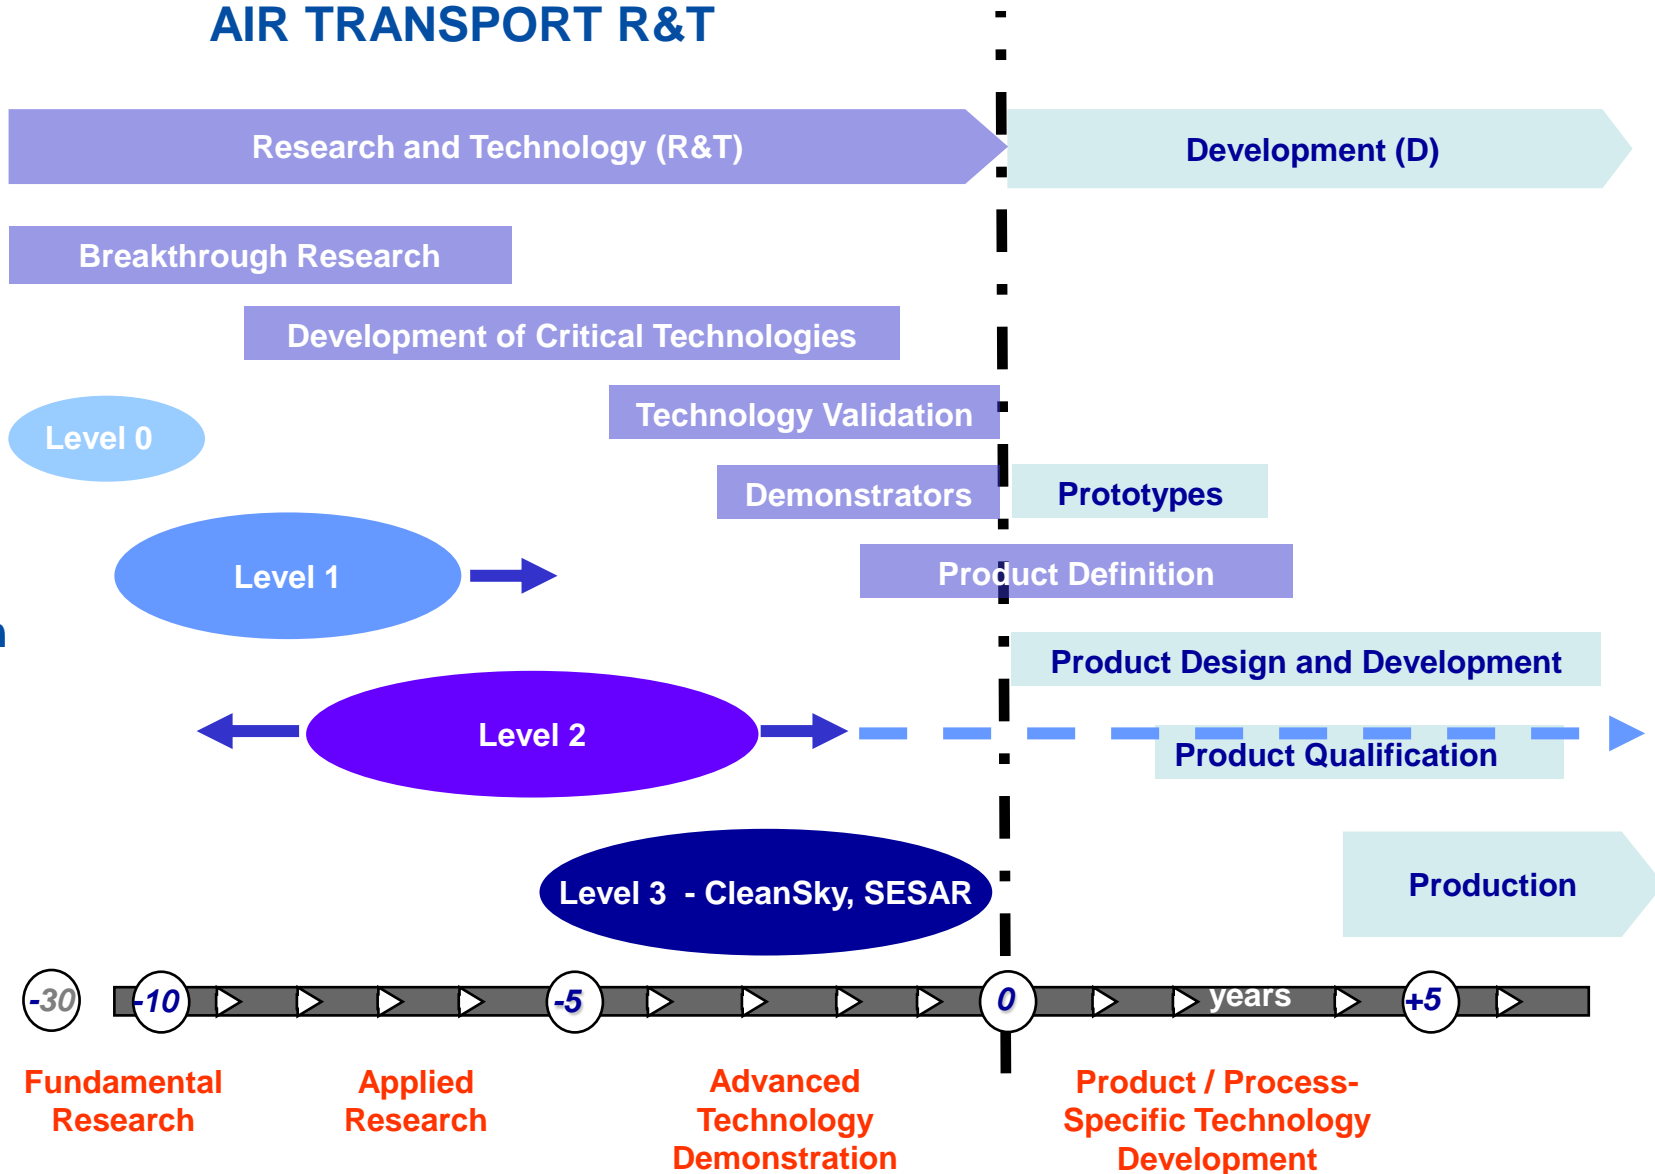 AIR TRANSPORT R&T
Research and Technology (R&T)
Development (D)
Breakthrough Research
Development of Critical Technologies
Technology Validation
Level 0
Demonstrators
Prototypes
Level 1
Product Definition
n
Product Design and Development
Level 2
Product Qualification
Level 3 - CleanSky, SESAR
Production
-30
-10
-5
0
years
+5
Fundamental
Research
Applied
Research
Advanced
Technology
Demonstration
Product / Process-
Specific Technology
Development